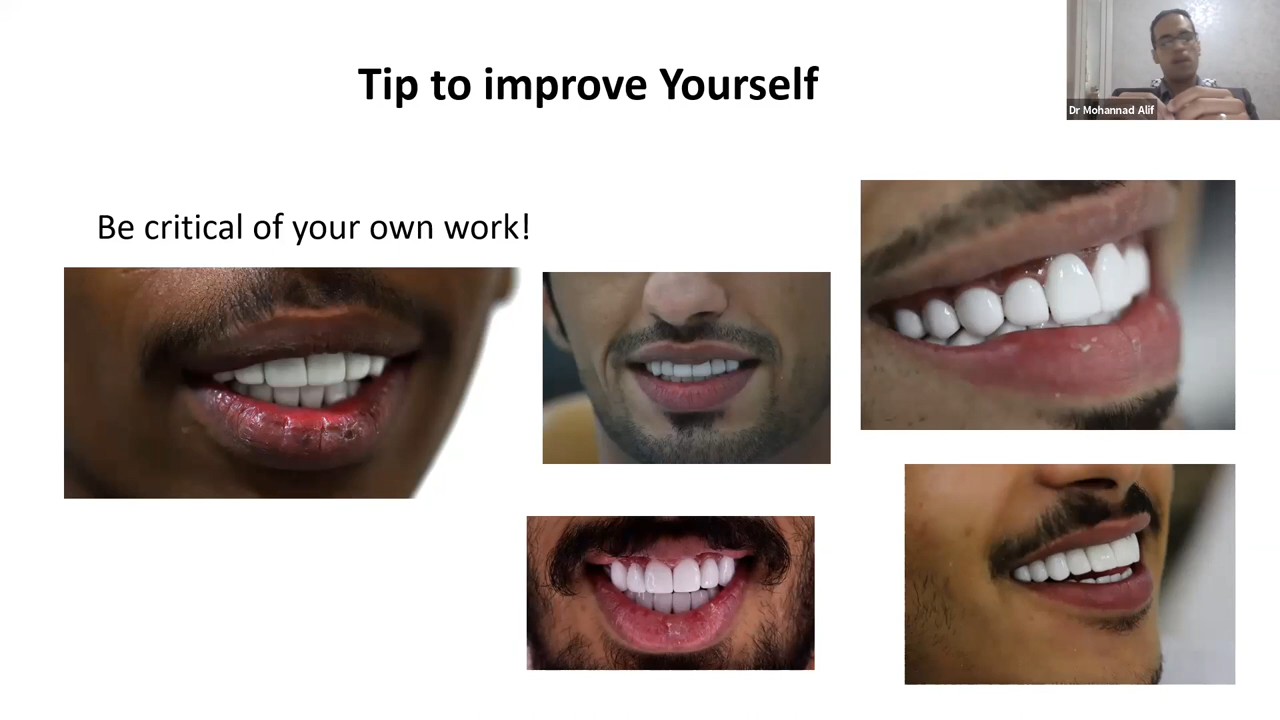 Tip to improve Yourself
Dr Mohannad Alif
Be critical of your own work!